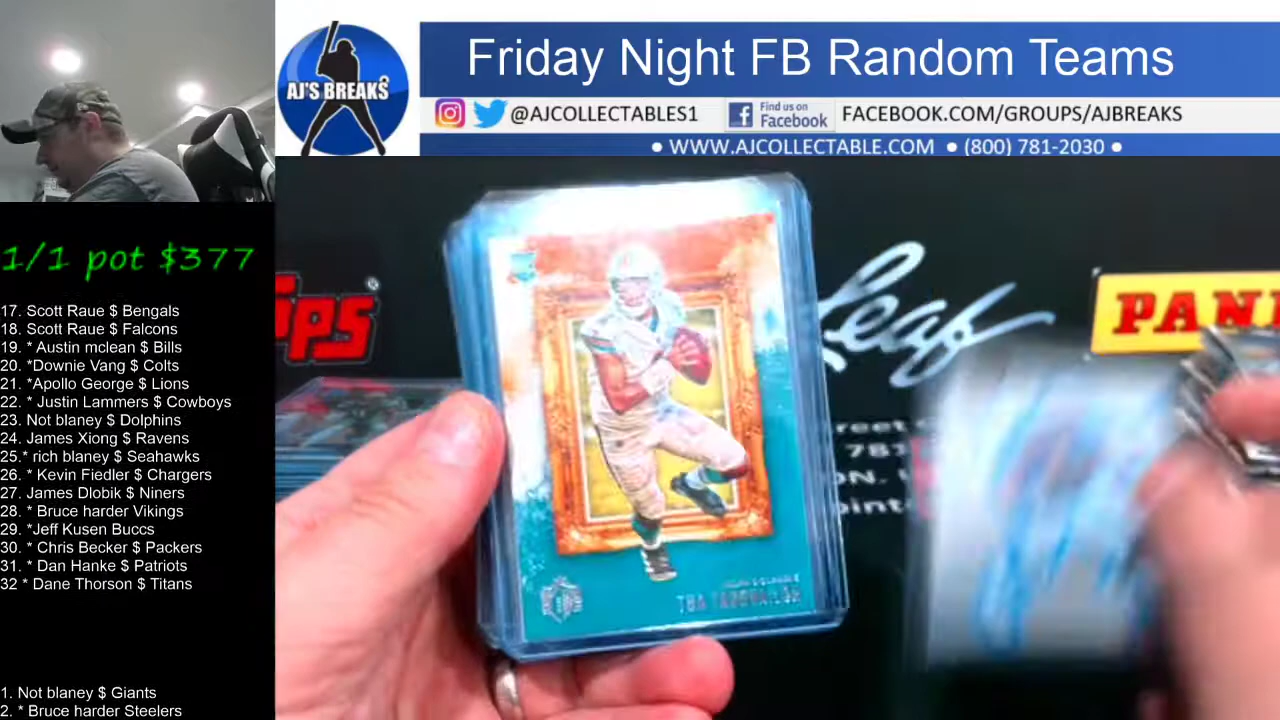 Friday Night FB Random Teams
AJ'S BREAKS
@AJCOLLECTABLES1
Find us on
Facebook
FACEBOOK.COM/GROUPS/AJBREAKS
• WWW.AJCOLLECTABLE.COM • (800) 781-2030 •
1/1 pot $377
17. Scott Raue $ Bengals
18. Scott Raue $ Falcons
19. * Austin mclean $ Bills
20. *Downie Vang $ Colts
21. *Apollo George $ Lions
22. * Justin Lammers $ Cowboys
23. Not blaney $ Dolphins
24. James Xiong $ Ravens
25.* rich blaney $ Seahawks
26. * Kevin Fiedler $ Chargers
27. James Dlobik $ Niners
28. * Bruce harder Vikings
29. *Jeff Kusen Buccs
30. * Chris Becker $ Packers
31. * Dan Hanke $ Patriots
32 * Dane Thorson $ Titans
1. Not blaney $ Giants
2. * Bruce harder Steelers
PPS
Leaf
PANI